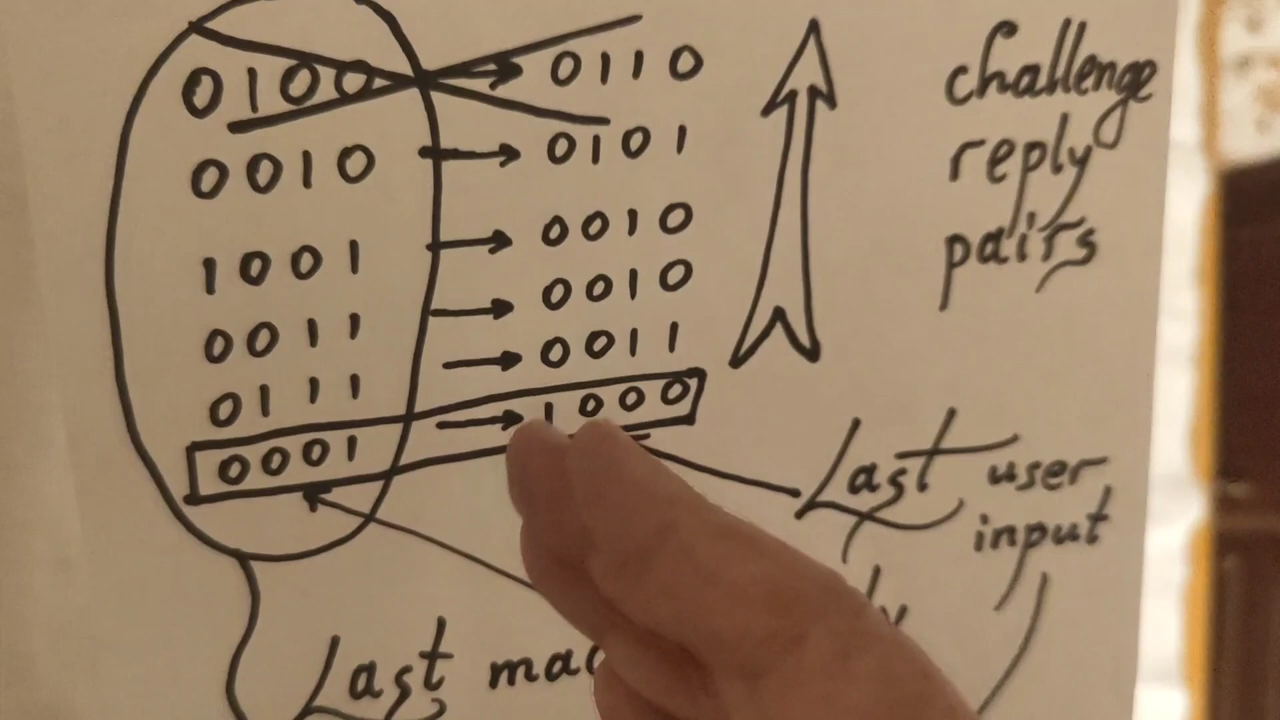 0100 → 0110
0010 → 0101
1001 → 0010
0011 → 0010
0111 → 0011
0001 → 1000
challenge
reply
pairs
Last user
input
Last